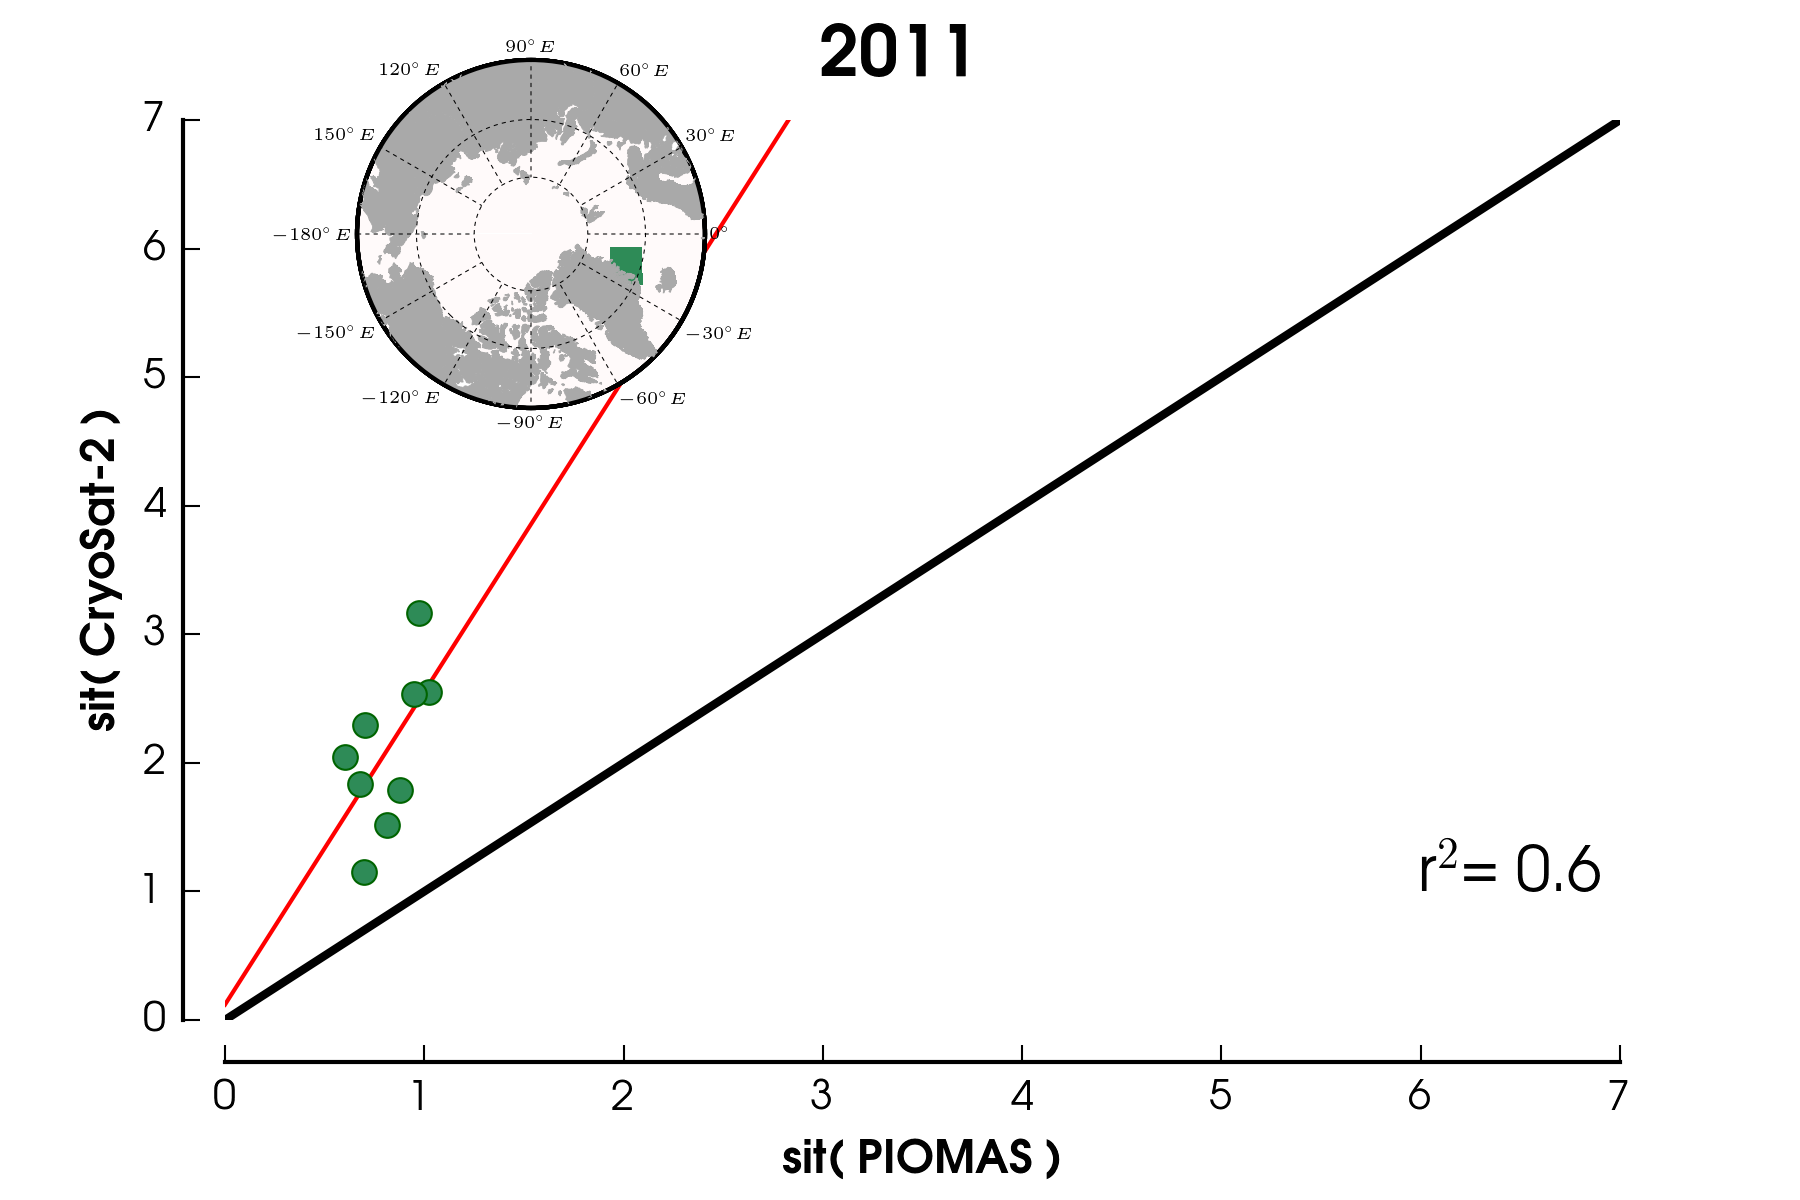 2011
90° E
120° E
60° E
150° E
30° E
−180° E
0°
−150° E
−30° E
−120° E
−60° E
−90° E
7
6
5
4
3
2
1
0
sit( CryoSat-2 )
r²= 0.6
0 1 2 3 4 5 6 7
sit( PIOMAS )